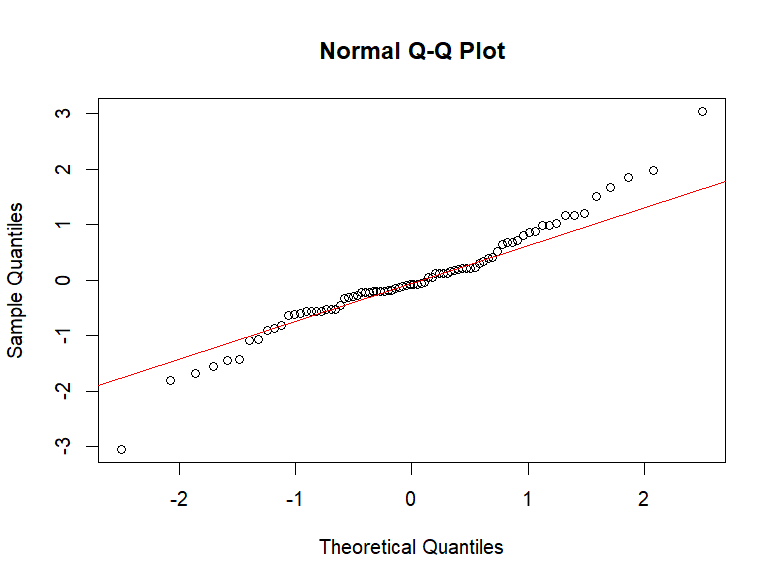 Normal Q-Q Plot
3
2
1
0
-1
-2
-3
Sample Quantiles
-2 -1 0 1 2
Theoretical Quantiles